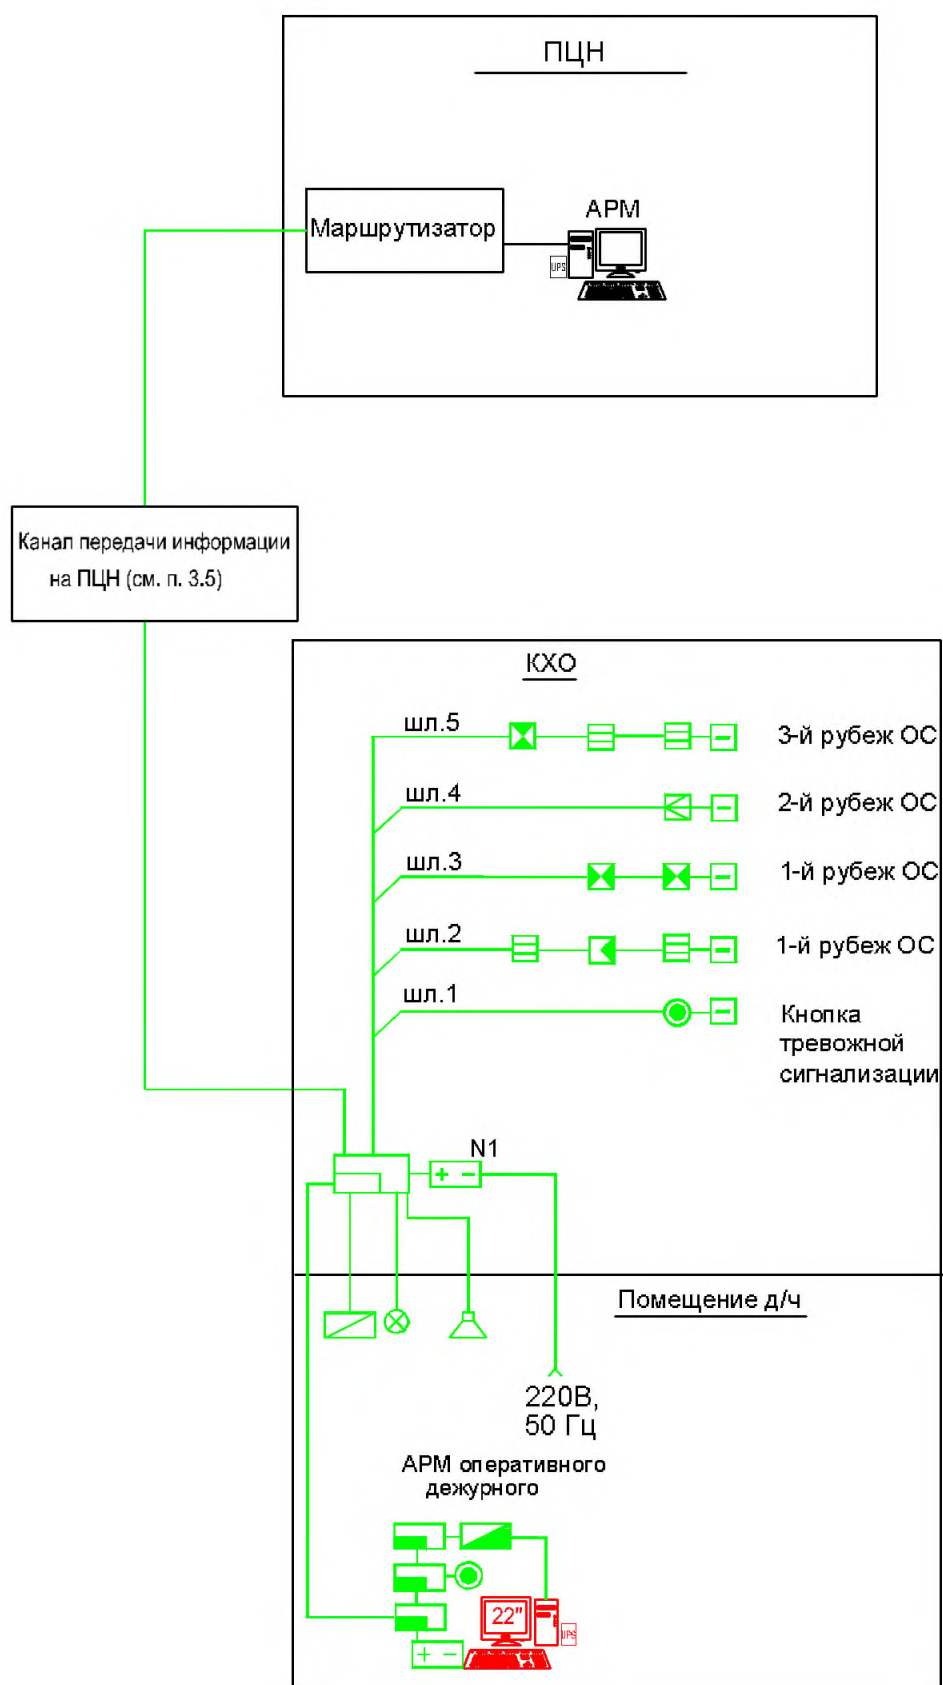 ПЦН
Маршрутизатор
АРМ
UPS
Канал передачи информации
на ПЦН (см. п. 3.5)
КХО
шл.5
3-й рубеж ОС
шл.4
2-й рубеж ОС
шл.3
1-й рубеж ОС
шл.2
1-й рубеж ОС
шл.1
Кнопка
тревожной
сигнализации
N1
+ −
Помещение д/ч
220В,
50 Гц
АРМ оперативного
дежурного
22"
UPS
+ −